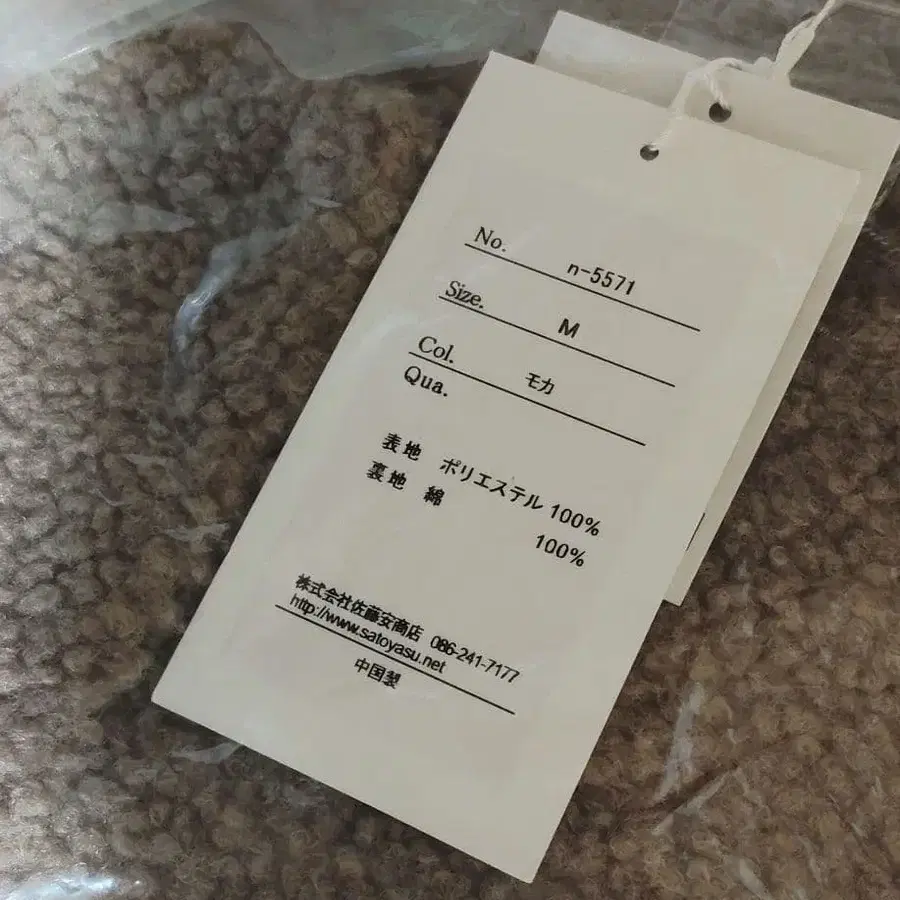 No. n-5571
Size. M
Col. モカ
Qua.
表地 ポリエステル 100%
裏地 綿 100%
株式会社佐藤安商店 086-241-7177
http://www.satoyasu.net
中国製